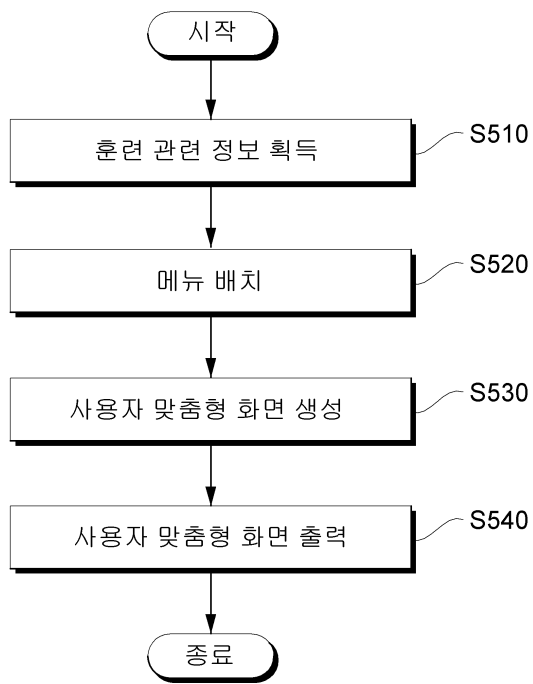 시작
훈련 관련 정보 획득
S510
메뉴 배치
S520
사용자 맞춤형 화면 생성
S530
사용자 맞춤형 화면 출력
S540
종료